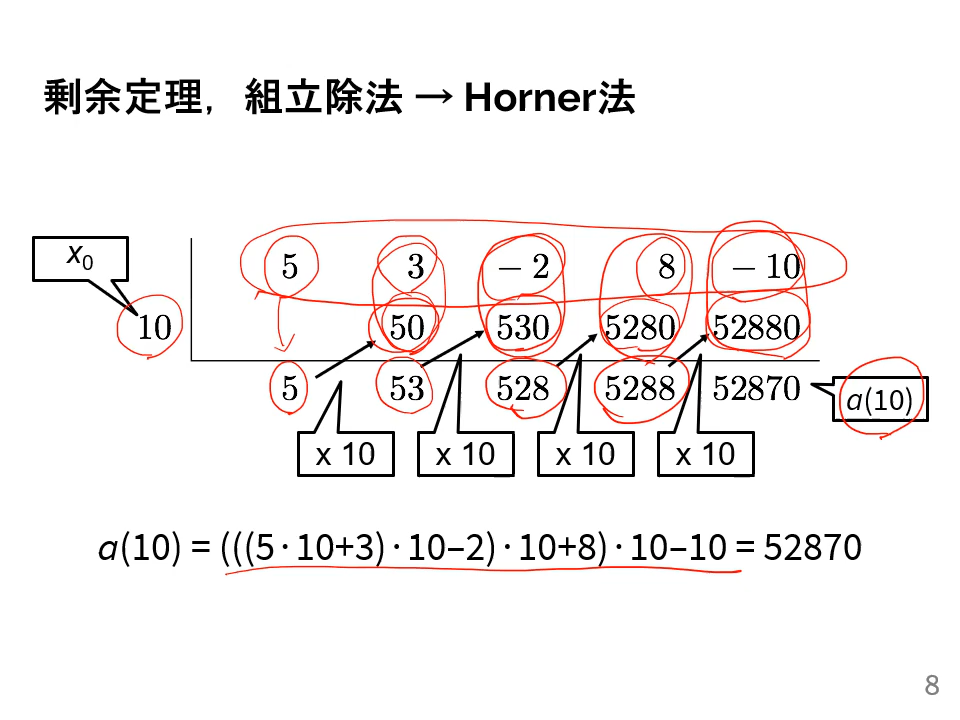 剰余定理，組立除法 → Horner法
x₀
5 3 −2 8 −10
10 50 530 5280 52880
5 53 528 5288 52870 a(10)
x 10 x 10 x 10 x 10
a(10) = (((5·10+3)·10–2)·10+8)·10–10 = 52870
8